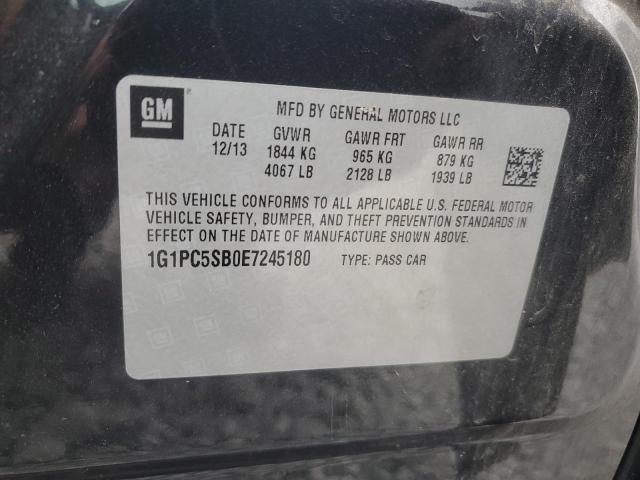 GM
MFD BY GENERAL MOTORS LLC
DATE GVWR GAWR FRT GAWR RR
12/13 1844 KG 965 KG 879 KG
4067 LB 2128 LB 1939 LB
THIS VEHICLE CONFORMS TO ALL APPLICABLE U.S. FEDERAL MOTOR
VEHICLE SAFETY, BUMPER, AND THEFT PREVENTION STANDARDS IN
EFFECT ON THE DATE OF MANUFACTURE SHOWN ABOVE.
1G1PC5SB0E7245180 TYPE: PASS CAR